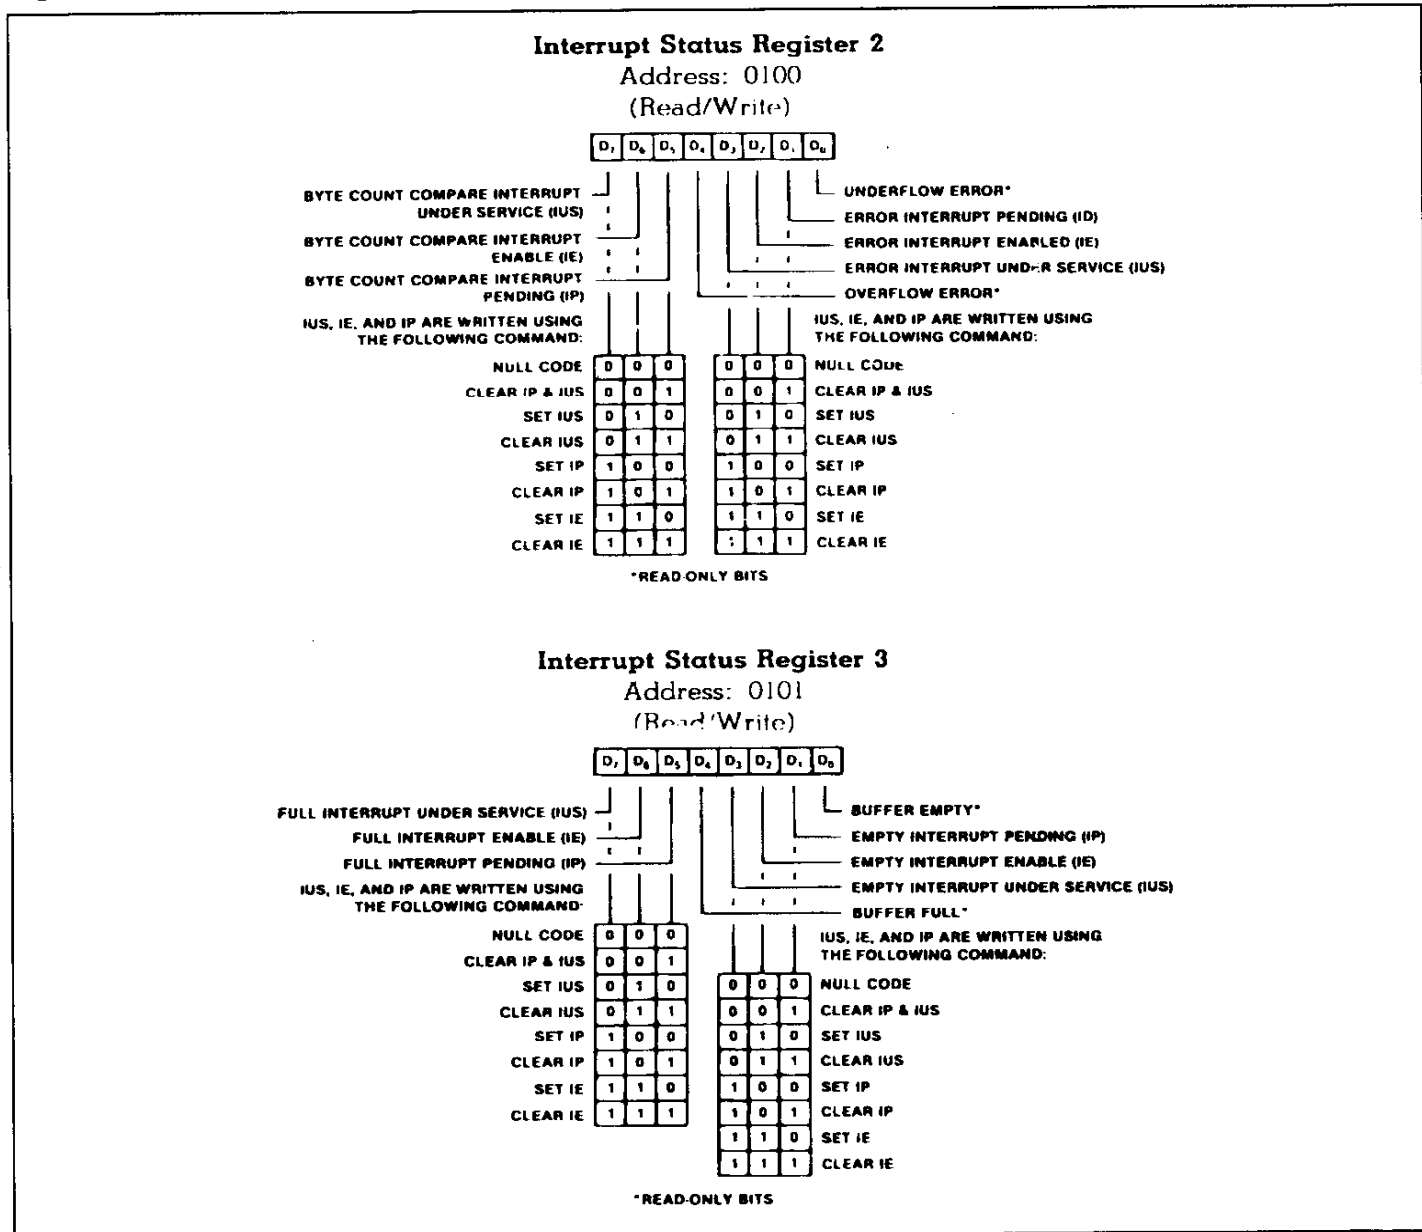 Interrupt Status Register 2
Address: 0100
(Read/Write)
D7 D6 D5 D4 D3 D2 D1 D0
BYTE COUNT COMPARE INTERRUPT
UNDER SERVICE (IUS)
BYTE COUNT COMPARE INTERRUPT
ENABLE (IE)
BYTE COUNT COMPARE INTERRUPT
PENDING (IP)
IUS, IE, AND IP ARE WRITTEN USING
THE FOLLOWING COMMAND:
NULL CODE 0 0 0
CLEAR IP & IUS 0 0 1
SET IUS 0 1 0
CLEAR IUS 0 1 1
SET IP 1 0 0
CLEAR IP 1 0 1
SET IE 1 1 0
CLEAR IE 1 1 1
UNDERFLOW ERROR*
ERROR INTERRUPT PENDING (ID)
ERROR INTERRUPT ENABLED (IE)
ERROR INTERRUPT UNDER SERVICE (IUS)
OVERFLOW ERROR*
IUS, IE, AND IP ARE WRITTEN USING
THE FOLLOWING COMMAND:
0 0 0 NULL CODE
0 0 1 CLEAR IP & IUS
0 1 0 SET IUS
0 1 1 CLEAR IUS
1 0 0 SET IP
1 0 1 CLEAR IP
1 1 0 SET IE
1 1 1 CLEAR IE
*READ-ONLY BITS
Interrupt Status Register 3
Address: 0101
(Read/Write)
D7 D6 D5 D4 D3 D2 D1 D0
FULL INTERRUPT UNDER SERVICE (IUS)
FULL INTERRUPT ENABLE (IE)
FULL INTERRUPT PENDING (IP)
IUS, IE, AND IP ARE WRITTEN USING
THE FOLLOWING COMMAND:
NULL CODE 0 0 0
CLEAR IP & IUS 0 0 1
SET IUS 0 1 0
CLEAR IUS 0 1 1
SET IP 1 0 0
CLEAR IP 1 0 1
SET IE 1 1 0
CLEAR IE 1 1 1
BUFFER EMPTY*
EMPTY INTERRUPT PENDING (IP)
EMPTY INTERRUPT ENABLE (IE)
EMPTY INTERRUPT UNDER SERVICE (IUS)
BUFFER FULL*
IUS, IE, AND IP ARE WRITTEN USING
THE FOLLOWING COMMAND:
0 0 0 NULL CODE
0 0 1 CLEAR IP & IUS
0 1 0 SET IUS
0 1 1 CLEAR IUS
1 0 0 SET IP
1 0 1 CLEAR IP
1 1 0 SET IE
1 1 1 CLEAR IE
*READ-ONLY BITS